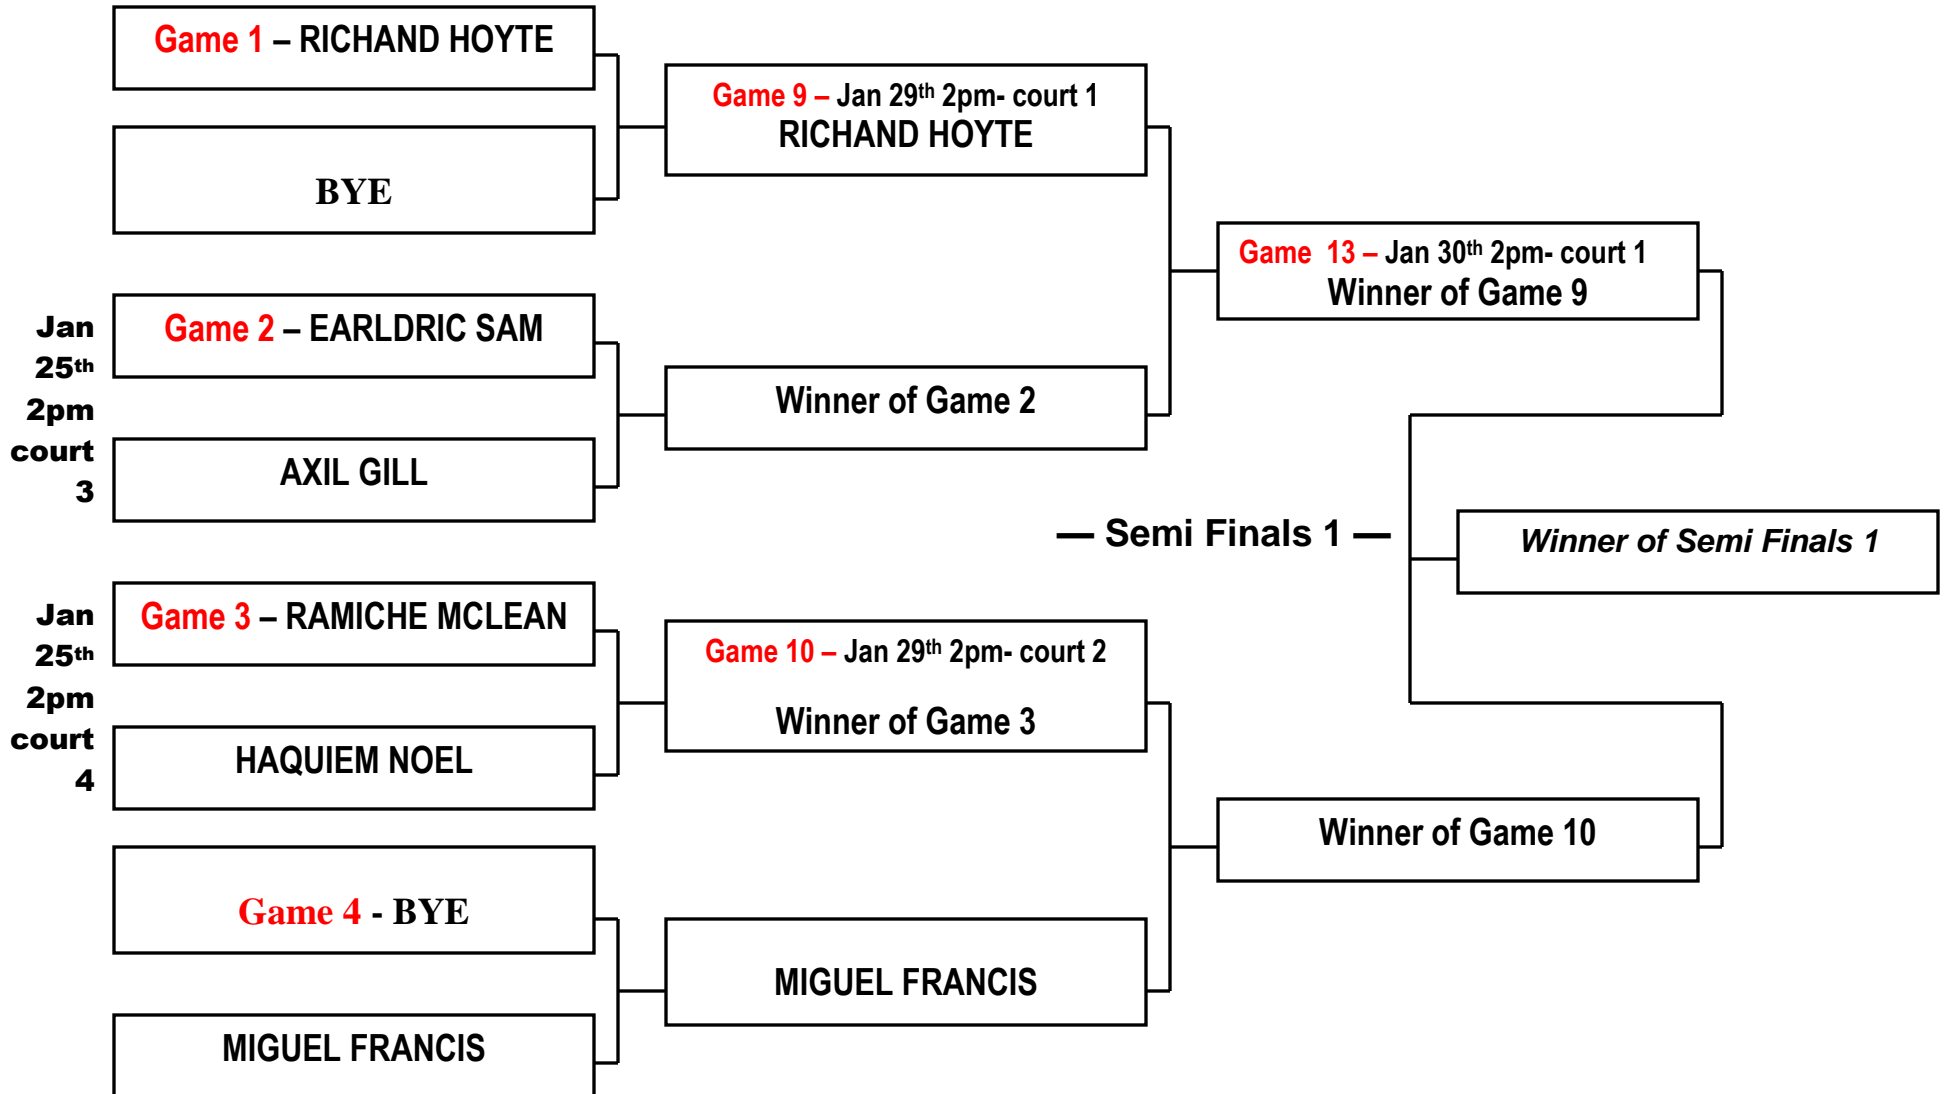 Game 1 – RICHAND HOYTE
BYE
Jan
25th
2pm
court
3
Game 2 – EARLDRIC SAM
AXIL GILL
Jan
25th
2pm
court
4
Game 3 – RAMICHE MCLEAN
HAQUIEM NOEL
Game 4 - BYE
MIGUEL FRANCIS
Game 9 – Jan 29th 2pm- court 1
RICHAND HOYTE
Winner of Game 2
Game 10 – Jan 29th 2pm- court 2
Winner of Game 3
MIGUEL FRANCIS
Game 13 – Jan 30th 2pm- court 1
Winner of Game 9
— Semi Finals 1 —
Winner of Game 10
Winner of Semi Finals 1